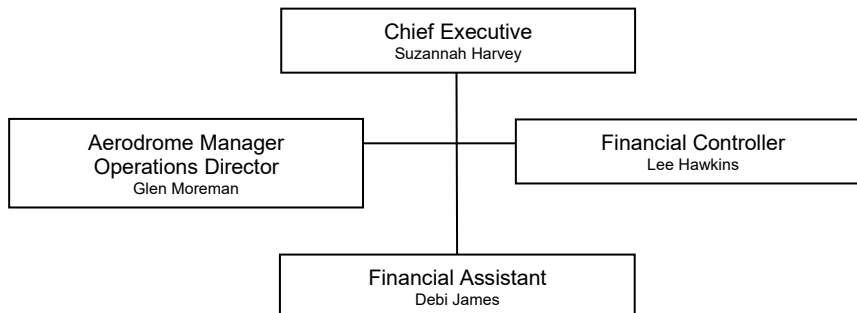 Chief Executive
Suzannah Harvey
Aerodrome Manager
Operations Director
Glen Moreman
Financial Controller
Lee Hawkins
Financial Assistant
Debi James